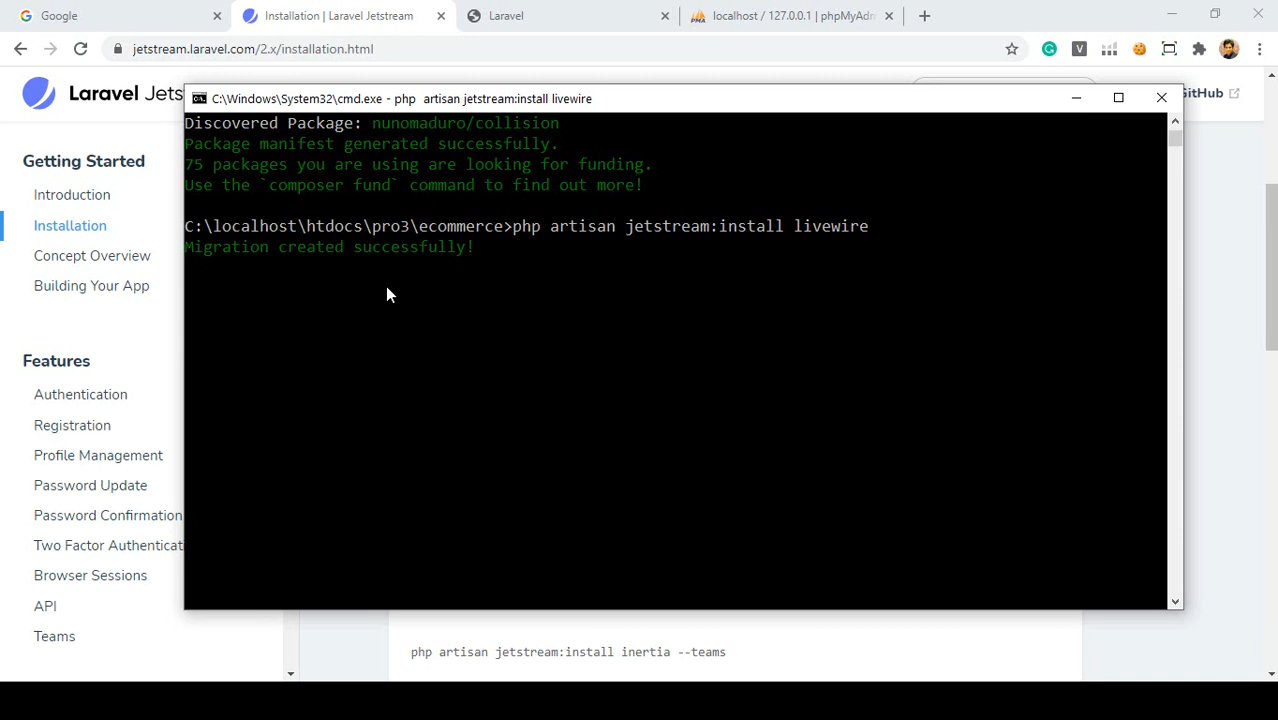 Google
Installation | Laravel Jetstream
Laravel
localhost / 127.0.0.1 | phpMyAdm
jetstream.laravel.com/2.x/installation.html
V
Laravel Jets
GitHub
C:\Windows\System32\cmd.exe - php  artisan jetstream:install livewire
Discovered Package: nunomaduro/collision
Package manifest generated successfully.
75 packages you are using are looking for funding.
Use the `composer fund` command to find out more!
C:\localhost\htdocs\pro3\ecommerce>php artisan jetstream:install livewire
Migration created successfully!
Getting Started
Introduction
Installation
Concept Overview
Building Your App
Features
Authentication
Registration
Profile Management
Password Update
Password Confirmation
Two Factor Authenticati
Browser Sessions
API
Teams
php artisan jetstream:install inertia --teams